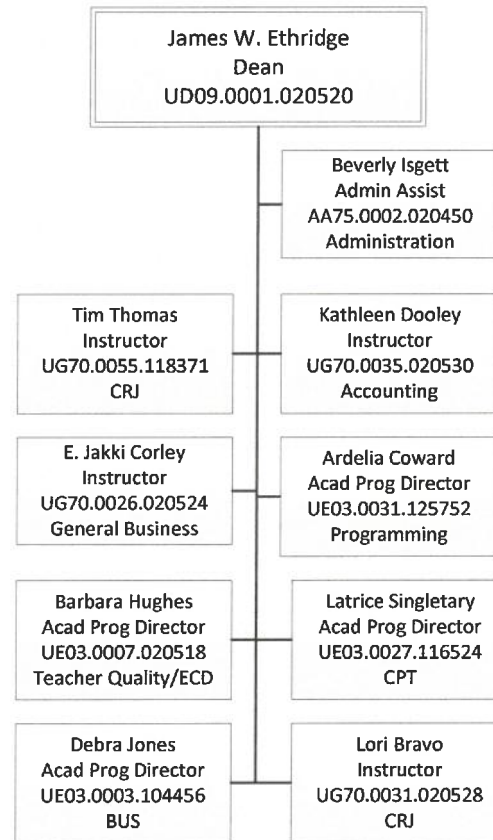 James W. Ethridge
Dean
UD09.0001.020520
Beverly Isgett
Admin Assist
AA75.0002.020450
Administration
Tim Thomas
Instructor
UG70.0055.118371
CRJ
Kathleen Dooley
Instructor
UG70.0035.020530
Accounting
E. Jakki Corley
Instructor
UG70.0026.020524
General Business
Ardelia Coward
Acad Prog Director
UE03.0031.125752
Programming
Barbara Hughes
Acad Prog Director
UE03.0007.020518
Teacher Quality/ECD
Latrice Singletary
Acad Prog Director
UE03.0027.116524
CPT
Debra Jones
Acad Prog Director
UE03.0003.104456
BUS
Lori Bravo
Instructor
UG70.0031.020528
CRJ